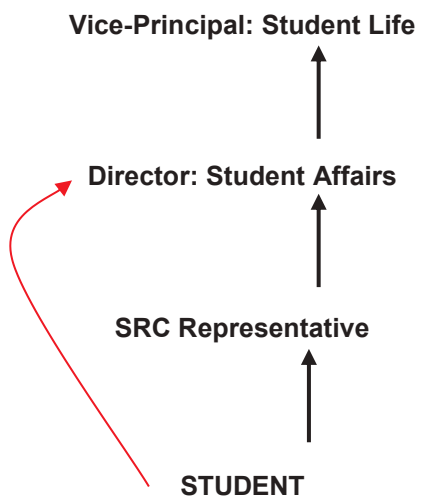 Vice-Principal: Student Life
Director: Student Affairs
SRC Representative
STUDENT